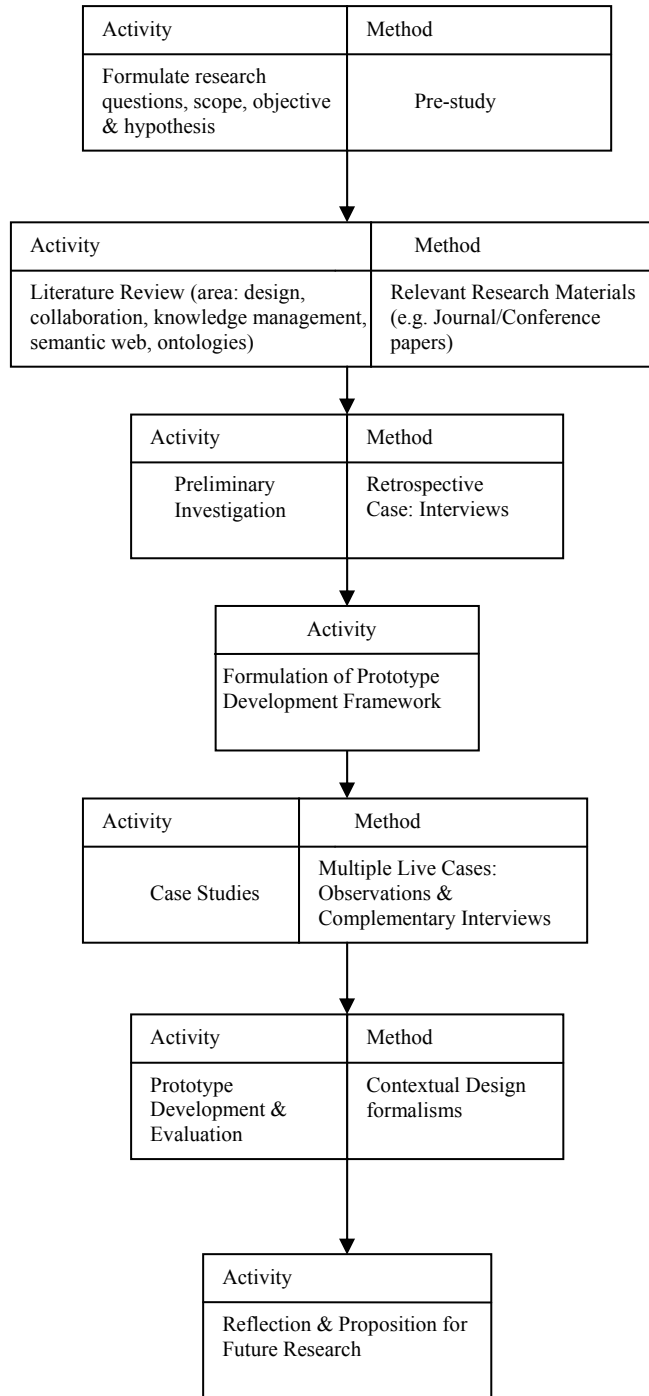 Activity
Method
Formulate research
questions, scope, objective
& hypothesis
Pre-study
Activity
Method
Literature Review (area: design,
collaboration, knowledge management,
semantic web, ontologies)
Relevant Research Materials
(e.g. Journal/Conference
papers)
Activity
Method
Preliminary
Investigation
Retrospective
Case: Interviews
Activity
Formulation of Prototype
Development Framework
Activity
Method
Case Studies
Multiple Live Cases:
Observations &
Complementary Interviews
Activity
Method
Prototype
Development &
Evaluation
Contextual Design
formalisms
Activity
Reflection & Proposition for
Future Research